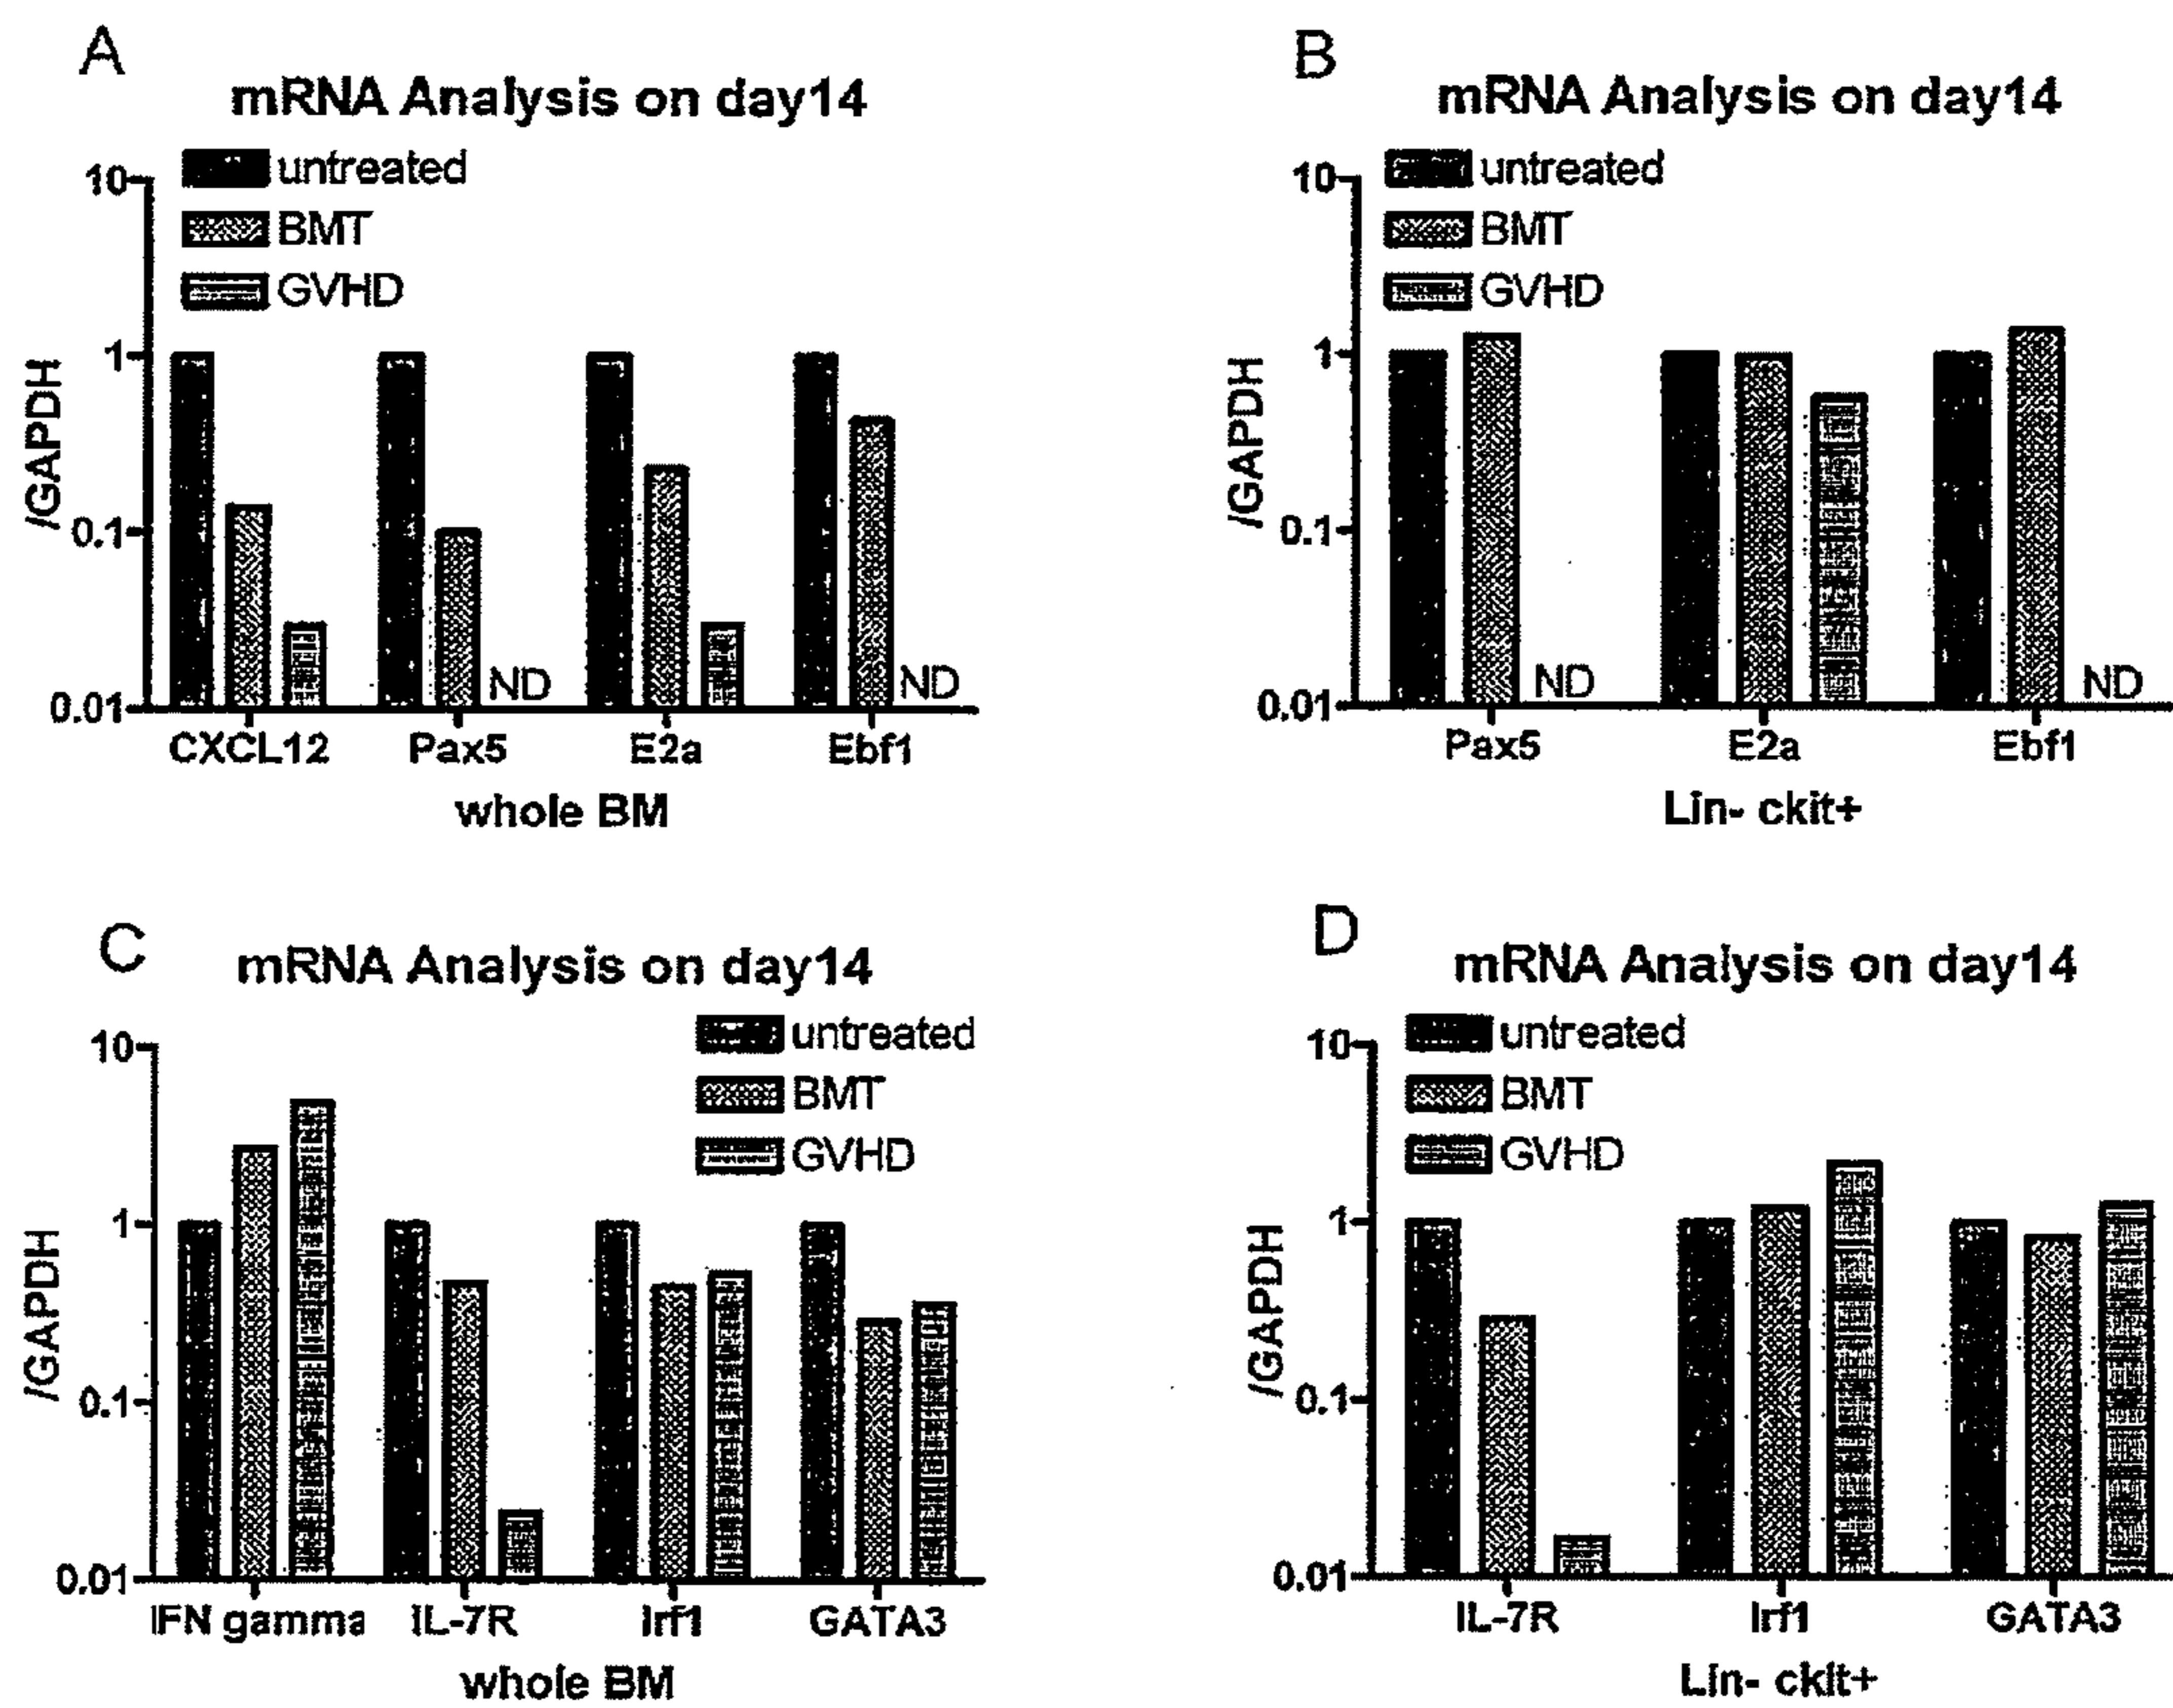 A
mRNA Analysis on day14
untreated
BMT
GVHD
10
1
0.1
0.01
/GAPDH
ND
ND
CXCL12 Pax5 E2a Ebf1
whole BM
B
mRNA Analysis on day14
untreated
BMT
GVHD
10
1
0.1
0.01
/GAPDH
ND
ND
Pax5 E2a Ebf1
Lin- ckit+
C
mRNA Analysis on day14
untreated
BMT
GVHD
10
1
0.1
0.01
/GAPDH
IFN gamma IL-7R Irf1 GATA3
whole BM
D
mRNA Analysis on day14
untreated
BMT
GVHD
10
1
0.1
0.01
/GAPDH
IL-7R Irf1 GATA3
Lin- ckit+